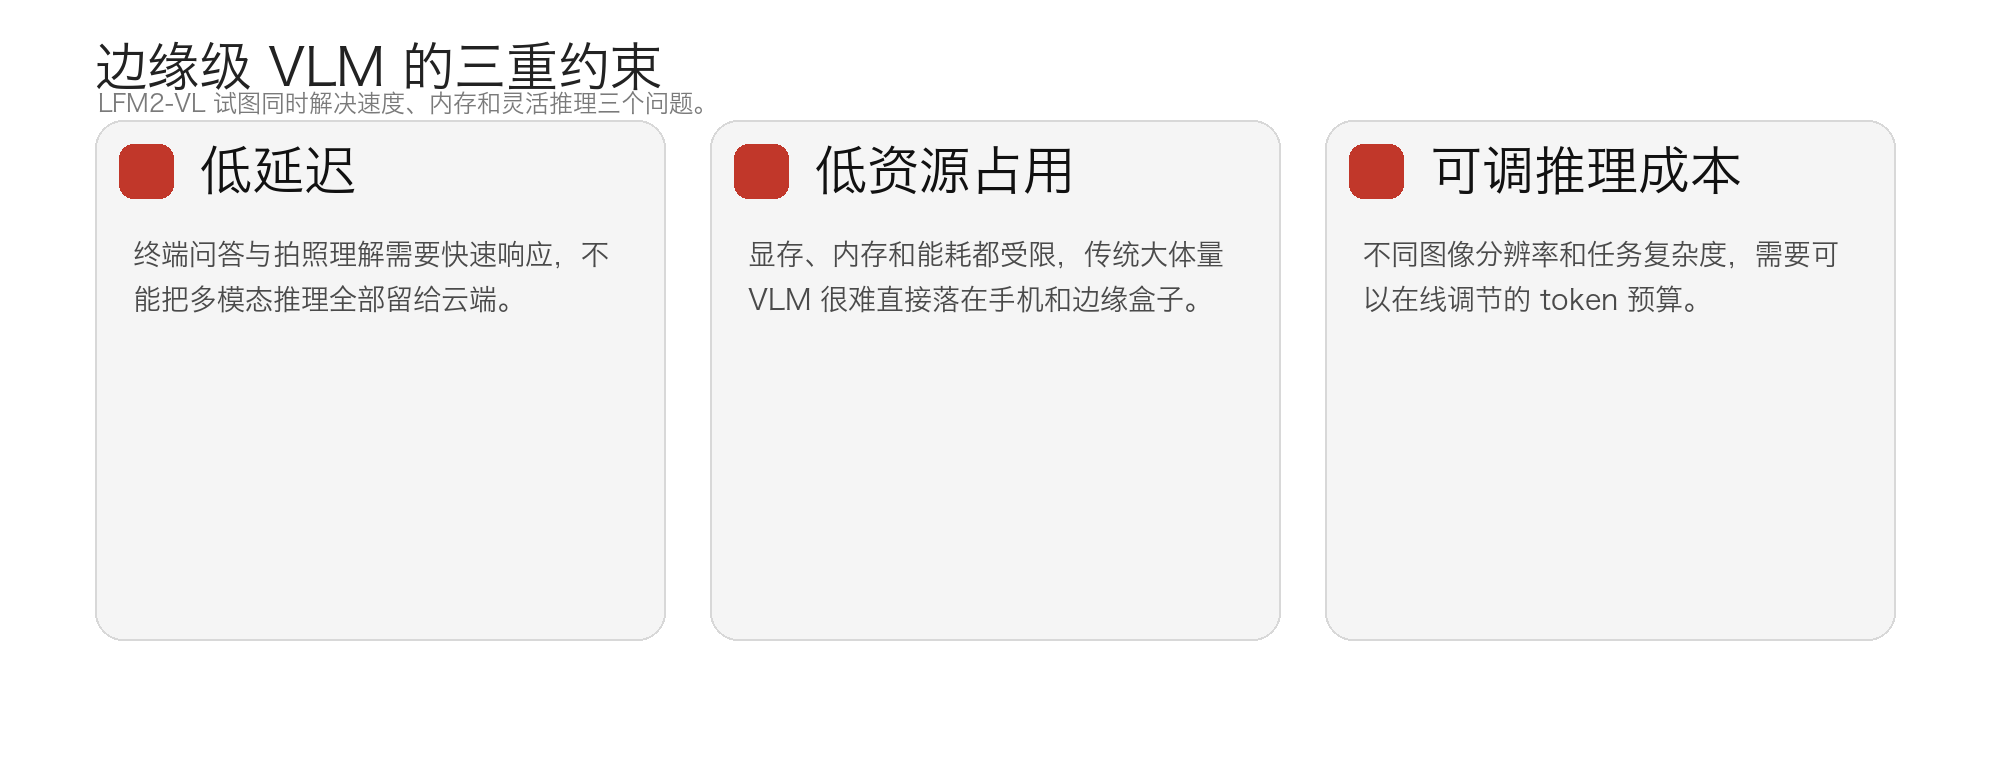 边缘级 VLM 的三重约束
LFM2-VL 试图同时解决速度、内存和灵活推理三个问题。
低延迟
终端问答与拍照理解需要快速响应，不
能把多模态推理全部留给云端。
低资源占用
显存、内存和能耗都受限，传统大体量
VLM 很难直接落在手机和边缘盒子。
可调推理成本
不同图像分辨率和任务复杂度，需要可
以在线调节的 token 预算。